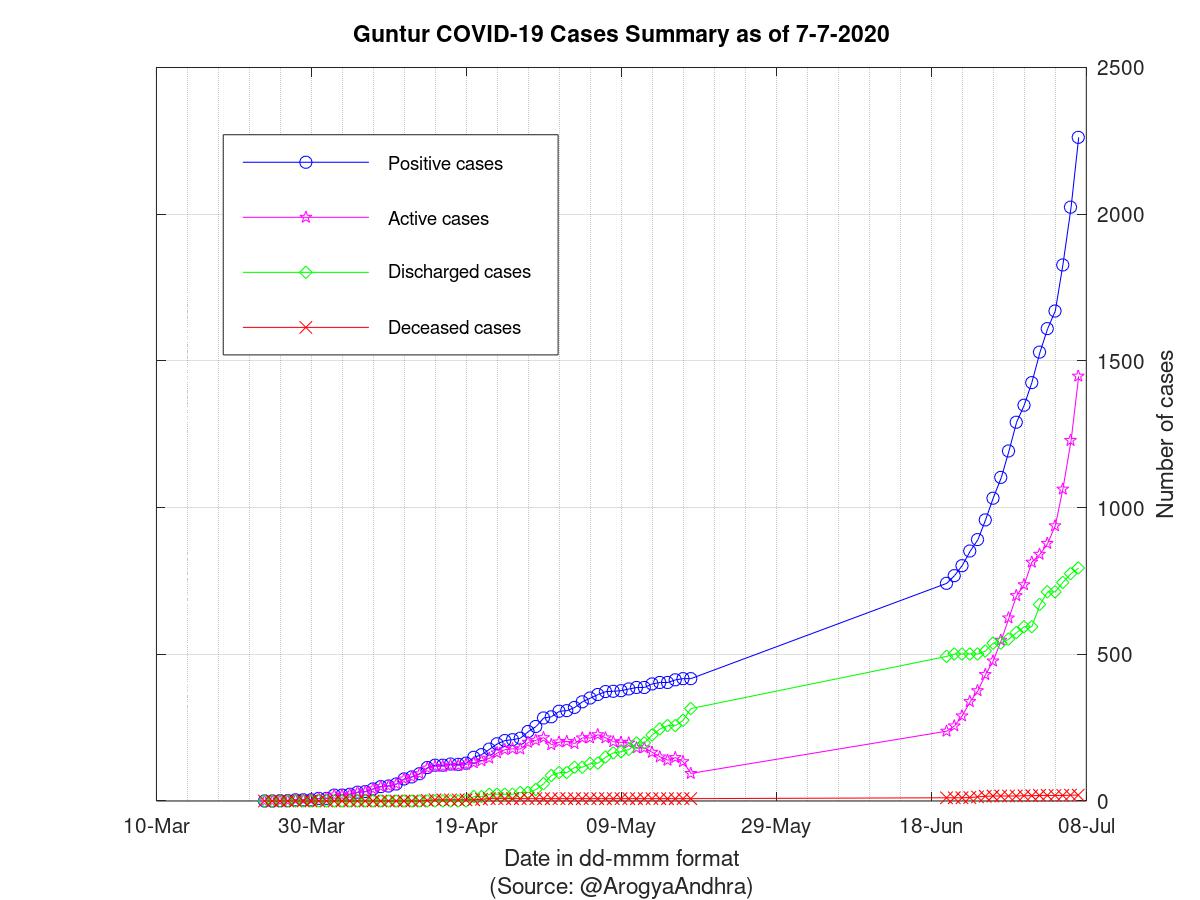 Guntur COVID-19 Cases Summary as of 7-7-2020
2500
Positive cases
2000
Active cases
Discharged cases
Deceased cases
1500
Number of cases
1000
500
0
10-Mar 30-Mar 19-Apr 09-May 29-May 18-Jun 08-Jul
Date in dd-mmm format
(Source: @ArogyaAndhra)